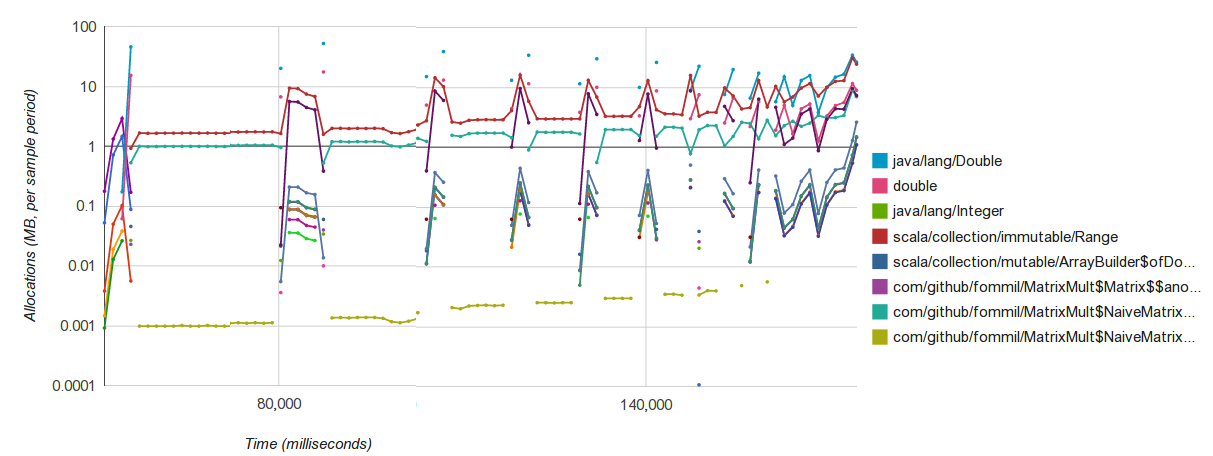 100
10
1
0.1
0.01
0.001
0.0001
Allocations (MB, per sample period)
80,000
140,000
Time (milliseconds)
java/lang/Double
double
java/lang/Integer
scala/collection/immutable/Range
scala/collection/mutable/ArrayBuilder$ofDo...
com/github/fommil/MatrixMult$Matrix$$ano...
com/github/fommil/MatrixMult$NaiveMatrix...
com/github/fommil/MatrixMult$NaiveMatrix...